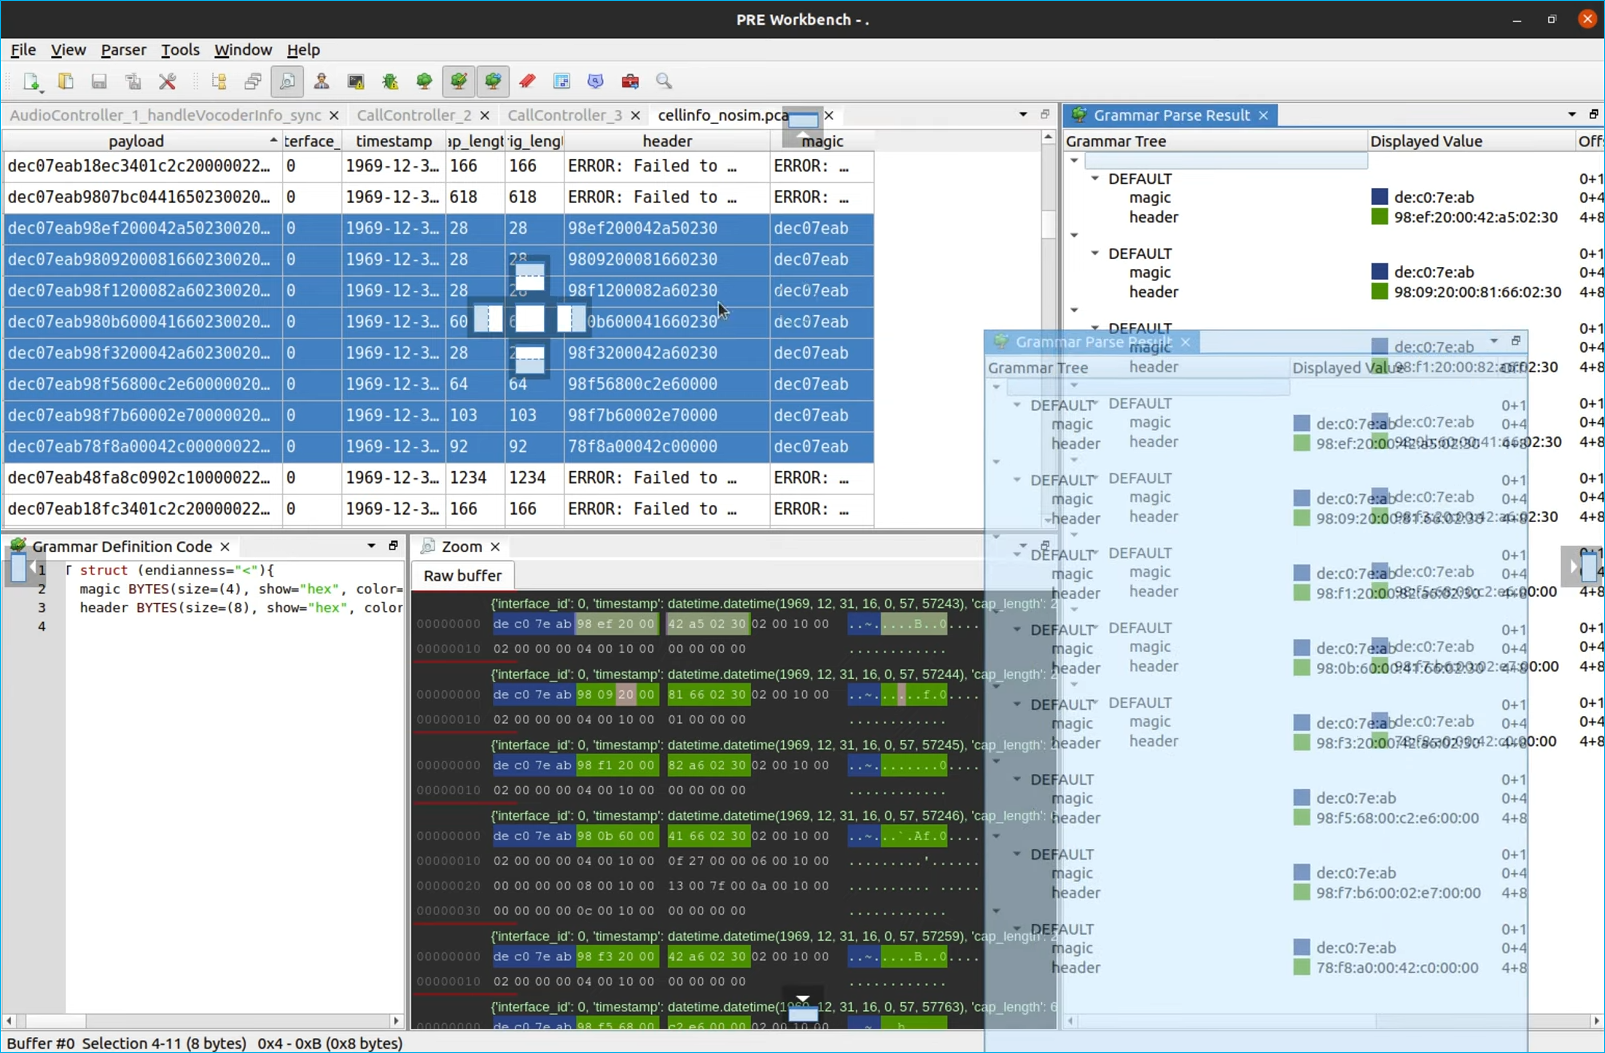 PRE Workbench - .
File View Parser Tools Window Help
AudioController_1_handleVocoderInfo_sync CallController_2 CallController_3 cellinfo_nosim.pca
payload terface_ timestamp ap_lengt rig_lengt header magic
dec07eab18ec3401c2c20000022... 0 1969-12-3... 166 166 ERROR: Failed to ... ERROR: ...
dec07eab9807bc0441650230020... 0 1969-12-3... 618 618 ERROR: Failed to ... ERROR: ...
dec07eab98ef200042a50230020... 0 1969-12-3... 28 28 98ef200042a50230 dec07eab
dec07eab9809200081660230020... 0 1969-12-3... 28 28 9809200081660230 dec07eab
dec07eab98f1200082a60230020... 0 1969-12-3... 28 28 98f1200082a60230 dec07eab
dec07eab980b600041660230020... 0 1969-12-3... 60 0b600041660230 dec07eab
dec07eab98f3200042a60230020... 0 1969-12-3... 28 98f3200042a60230 dec07eab
dec07eab98f56800c2e60000022... 0 1969-12-3... 64 64 98f56800c2e60000 dec07eab
dec07eab98f7b60002e70000020... 0 1969-12-3... 103 103 98f7b60002e70000 dec07eab
dec07eab78f8a00042c00000022... 0 1969-12-3... 92 92 78f8a00042c00000 dec07eab
dec07eab48fa8c0902c10000022... 0 1969-12-3... 1234 1234 ERROR: Failed to ... ERROR: ...
dec07eab18fc3401c2c20000022... 0 1969-12-3... 166 166 ERROR: Failed to ... ERROR: ...
Grammar Parse Result
Grammar Tree Displayed Value Off
DEFAULT 0+1
magic de:c0:7e:ab 0+4
header 98:ef:20:00:42:a5:02:30 4+8
DEFAULT 0+1
magic de:c0:7e:ab 0+4
header 98:09:20:00:81:66:02:30 4+8
DEFAULT 0+1
magic de:c0:7e:ab 0+4
header 4+8
Grammar Parse Result
Grammar Tree Displayed Value
DEFAULT 0+1
magic de:c0:7e:ab 0+4
header 98:ef:20:00:42:a5:02:30 4+8
DEFAULT 0+1
magic de:c0:7e:ab 0+4
header 98:09:20:00:81:66:02:30 4+8
DEFAULT 0+1
magic de:c0:7e:ab 0+4
header 98:f1:20:00:82:a6:02:30 4+8
DEFAULT 0+1
magic de:c0:7e:ab 0+4
header 98:0b:60:00:41:66:02:30 4+8
DEFAULT 0+1
magic de:c0:7e:ab 0+4
header 98:f3:20:00:42:a6:02:30 4+8
DEFAULT 0+1
magic de:c0:7e:ab 0+4
header 98:f5:68:00:c2:e6:00:00 4+8
DEFAULT 0+1
magic de:c0:7e:ab 0+4
header 98:f7:b6:00:02:e7:00:00 4+8
DEFAULT 0+1
magic de:c0:7e:ab 0+4
header 78:f8:a0:00:42:c0:00:00 4+8
Grammar Definition Code
1 T struct (endianness="<"){
2 magic BYTES(size=(4), show="hex", color=
3 header BYTES(size=(8), show="hex", color
4
Zoom
Raw buffer
{'interface_id': 0, 'timestamp': datetime.datetime(1969, 12, 31, 16, 0, 57, 57243), 'cap_length': 2
00000000 de c0 7e ab 98 ef 20 00 42 a5 02 30 02 00 10 00 ..~. ....B..0....
00000010 02 00 00 00 04 00 10 00 00 00 00 00 ............
{'interface_id': 0, 'timestamp': datetime.datetime(1969, 12, 31, 16, 0, 57, 57244), 'cap_length': 2
00000000 de c0 7e ab 98 09 20 00 81 66 02 30 02 00 10 00 ..~... ..f.0....
00000010 02 00 00 00 04 00 10 00 01 00 00 00 ............
{'interface_id': 0, 'timestamp': datetime.datetime(1969, 12, 31, 16, 0, 57, 57245), 'cap_length':
00000000 de c0 7e ab 98 f1 20 00 82 a6 02 30 02 00 10 00 ..~. .......0....
00000010 02 00 00 00 04 00 10 00 00 00 00 00 ............
{'interface_id': 0, 'timestamp': datetime.datetime(1969, 12, 31, 16, 0, 57, 57246), 'cap_length':
00000000 de c0 7e ab 98 0b 60 00 41 66 02 30 02 00 10 00 ..~...`.Af.0....
00000010 02 00 00 00 04 00 10 00 0f 27 00 00 06 00 10 00 .........'......
00000020 00 00 00 00 08 00 10 00 13 00 7f 00 0a 00 10 00 ................
00000030 00 00 00 00 0c 00 10 00 00 00 00 00 ............
{'interface_id': 0, 'timestamp': datetime.datetime(1969, 12, 31, 16, 0, 57, 57259), 'cap_length': 2
00000000 de c0 7e ab 98 f3 20 00 42 a6 02 30 02 00 10 00 ..~. ....B..0....
00000010 02 00 00 00 04 00 10 00 00 00 00 00 ............
{'interface_id': 0, 'timestamp': datetime.datetime(1969, 12, 31, 16, 0, 57, 57763), 'cap_length': 6
00000000 de c0 7e ab 98 f5 68 00 c2 e6 00 00 02 00 10 00
Buffer #0 Selection 4-11 (8 bytes) 0x4 - 0xB (0x8 bytes)